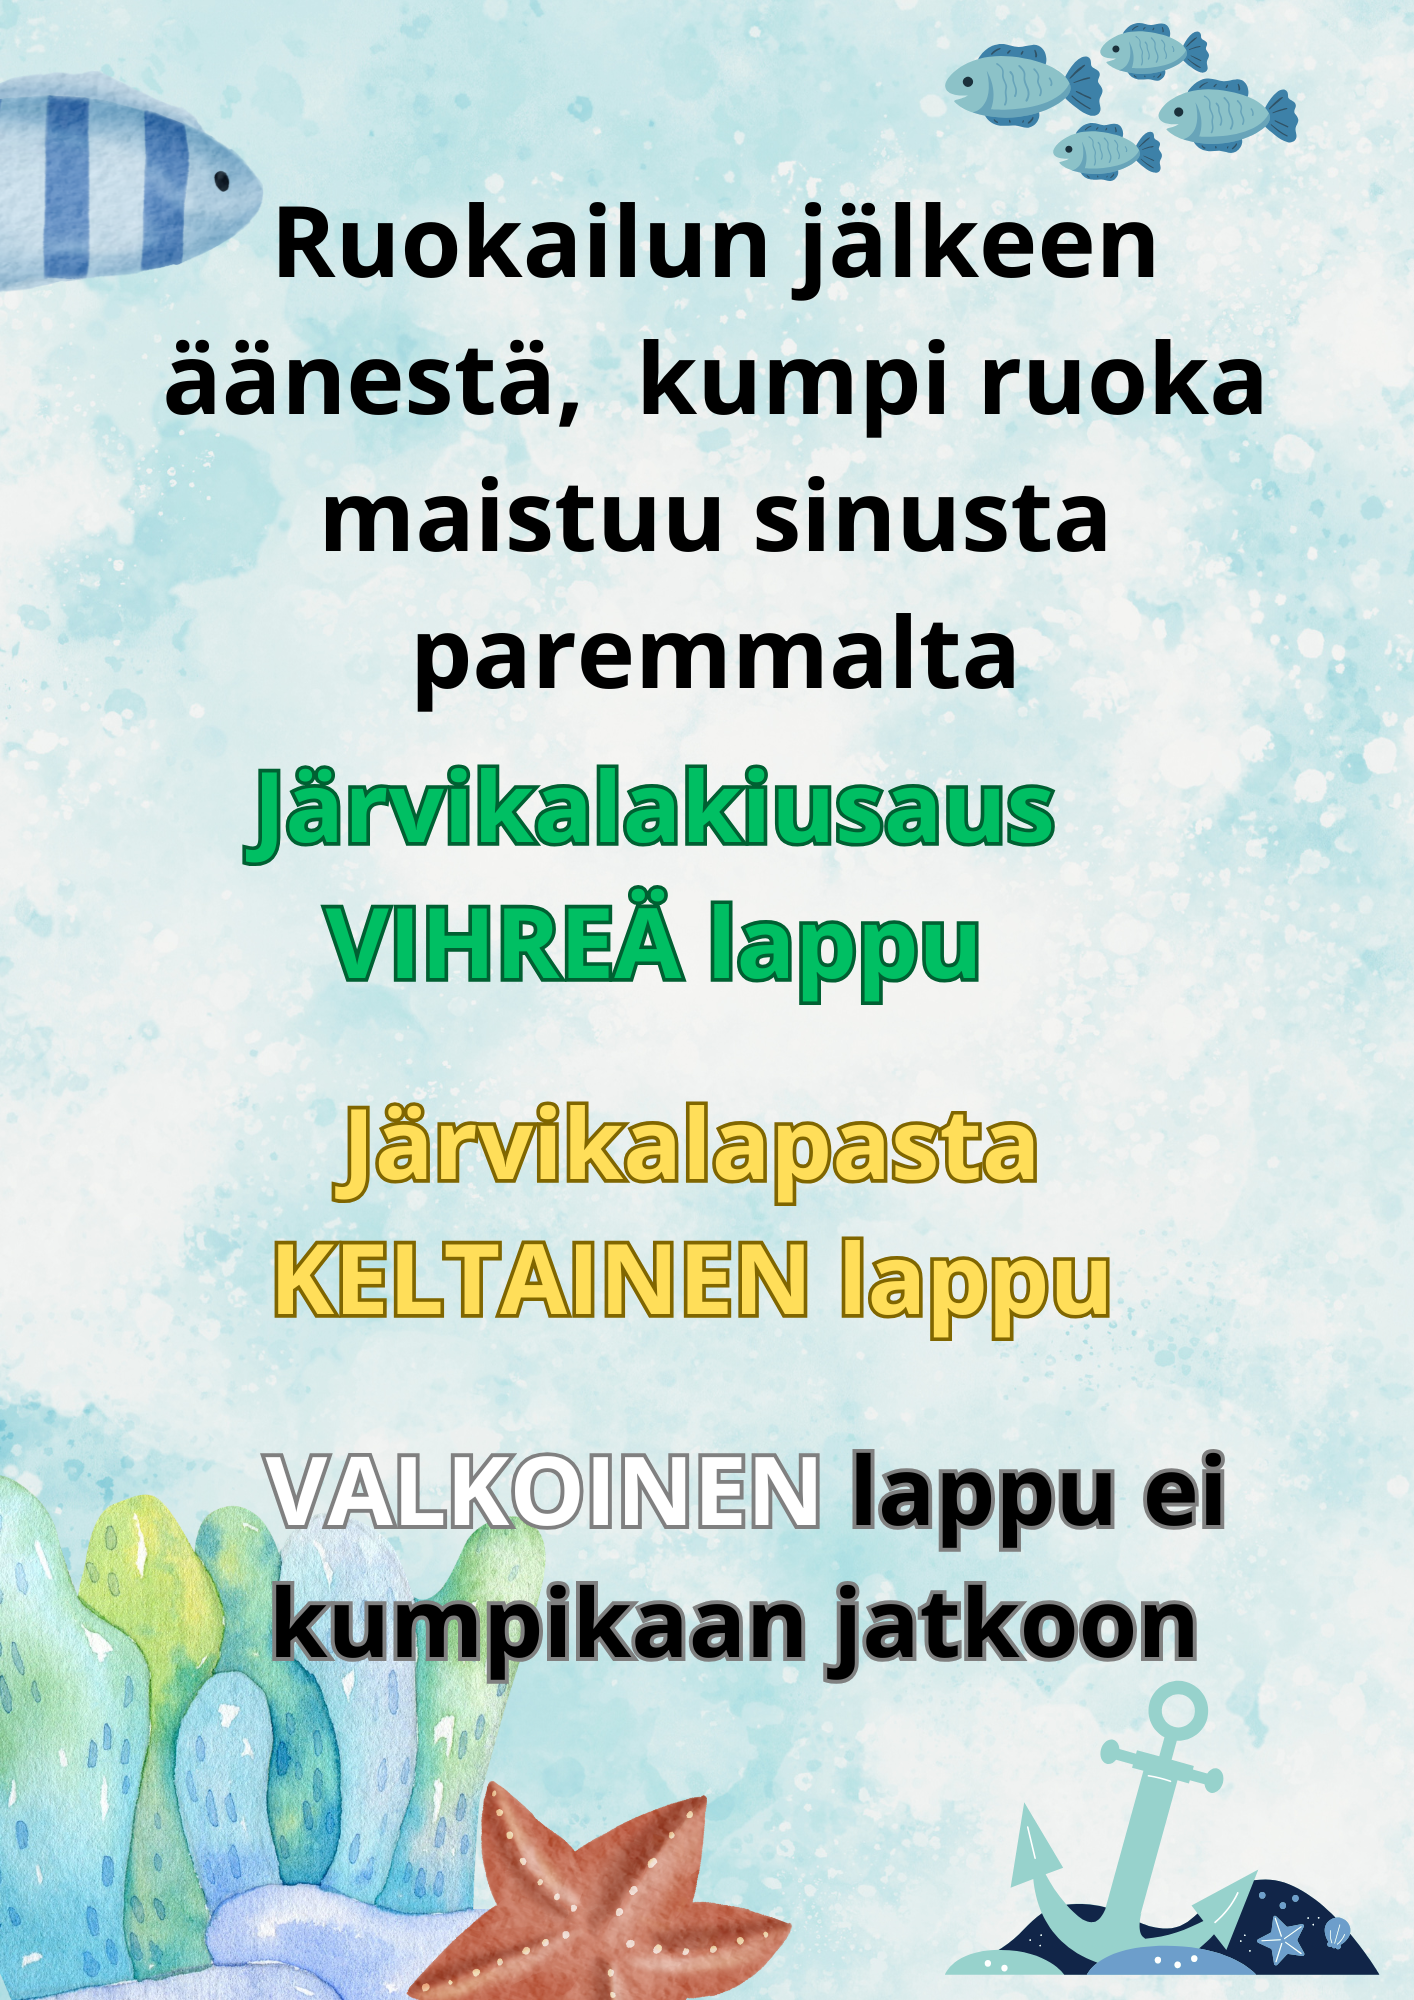 Ruokailun jälkeen
äänestä,  kumpi ruoka
maistuu sinusta
paremmalta
Järvikalakiusaus
VIHREÄ lappu
Järvikalapasta
KELTAINEN lappu
VALKOINEN lappu ei
kumpikaan jatkoon